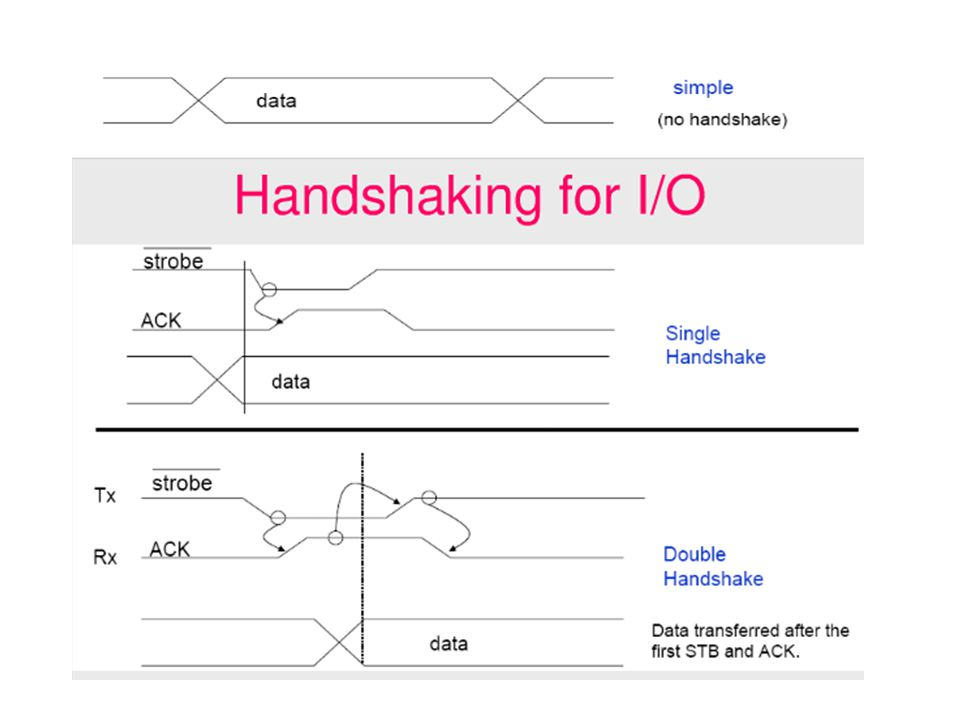 data
simple
(no handshake)
Handshaking for I/O
strobe
ACK
data
Single
Handshake
Tx
strobe
Rx
ACK
data
Double
Handshake
Data transferred after the
first STB and ACK.